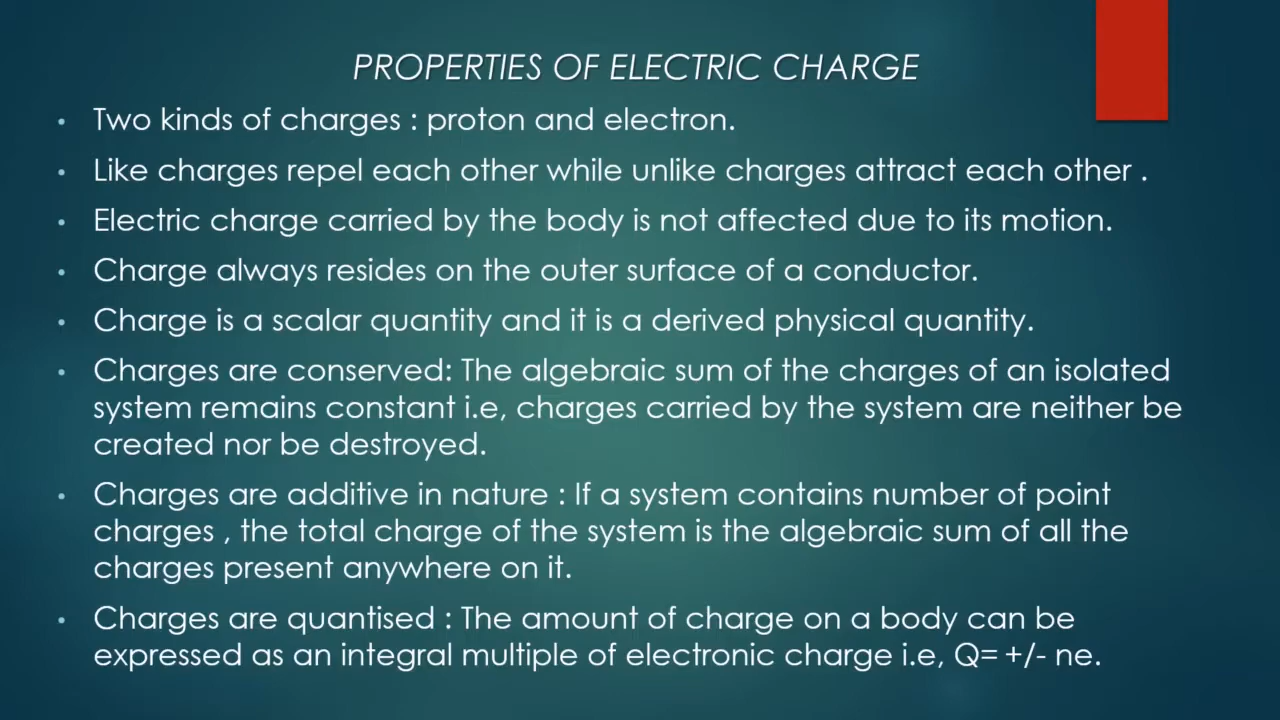 PROPERTIES OF ELECTRIC CHARGE
• Two kinds of charges : proton and electron.
• Like charges repel each other while unlike charges attract each other .
• Electric charge carried by the body is not affected due to its motion.
• Charge always resides on the outer surface of a conductor.
• Charge is a scalar quantity and it is a derived physical quantity.
• Charges are conserved: The algebraic sum of the charges of an isolated
system remains constant i.e, charges carried by the system are neither be
created nor be destroyed.
• Charges are additive in nature : If a system contains number of point
charges , the total charge of the system is the algebraic sum of all the
charges present anywhere on it.
• Charges are quantised : The amount of charge on a body can be
expressed as an integral multiple of electronic charge i.e, Q= +/- ne.